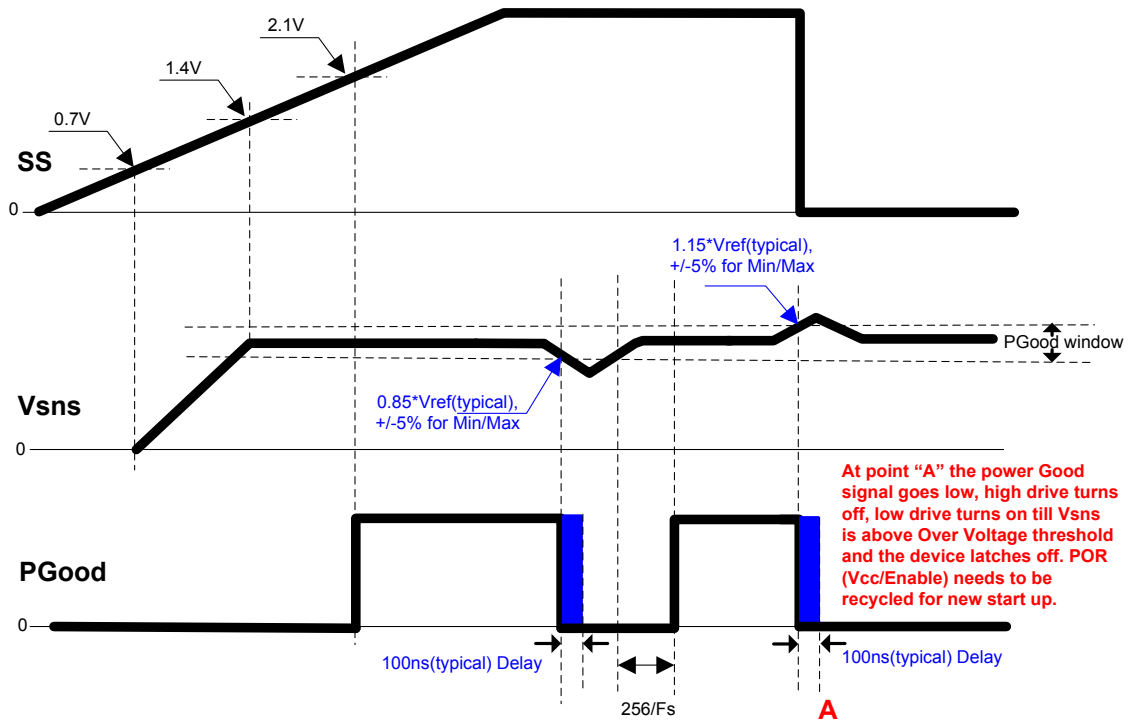 2.1V
1.4V
0.7V
SS
0
1.15*Vref(typical),
+/-5% for Min/Max
PGood window
0.85*Vref(typical),
+/-5% for Min/Max
Vsns
0
At point “A” the power Good
signal goes low, high drive turns
off, low drive turns on till Vsns
is above Over Voltage threshold
and the device latches off. POR
(Vcc/Enable) needs to be
recycled for new start up.
PGood
0
100ns(typical) Delay
100ns(typical) Delay
256/Fs
A